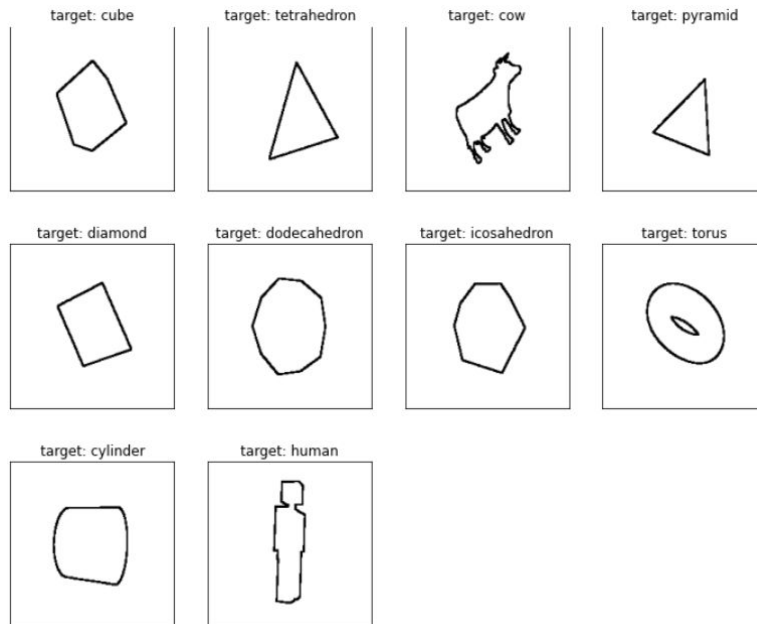 target: cube
target: tetrahedron
target: cow
target: pyramid
target: diamond
target: dodecahedron
target: icosahedron
target: torus
target: cylinder
target: human